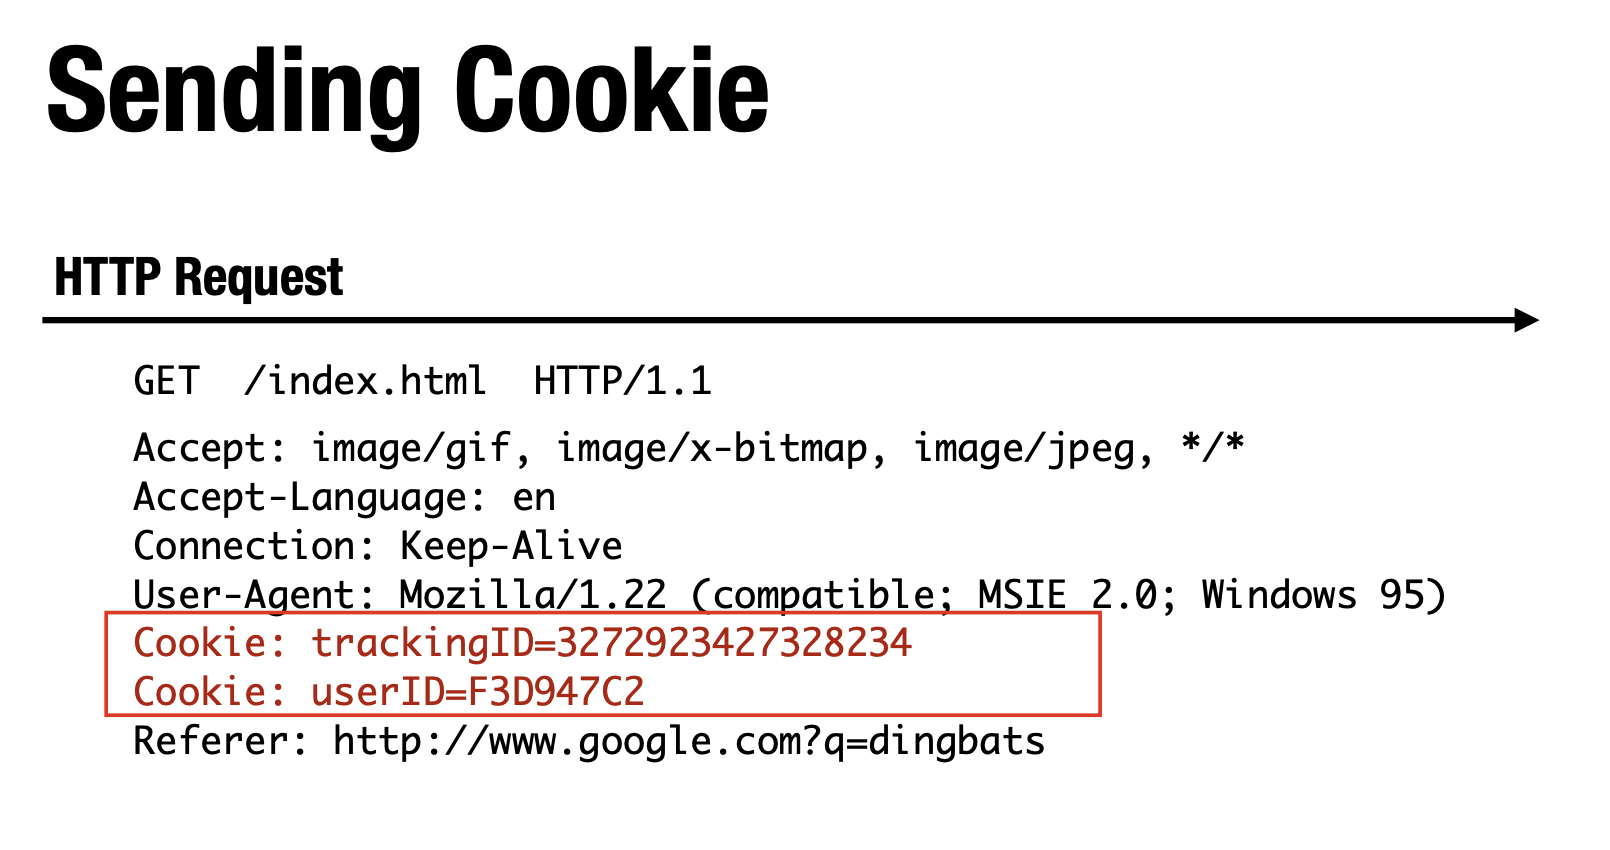 Sending Cookie
HTTP Request
GET  /index.html  HTTP/1.1
Accept: image/gif, image/x-bitmap, image/jpeg, */*
Accept-Language: en
Connection: Keep-Alive
User-Agent: Mozilla/1.22 (compatible; MSIE 2.0; Windows 95)
Cookie: trackingID=3272923427328234
Cookie: userID=F3D947C2
Referer: http://www.google.com?q=dingbats